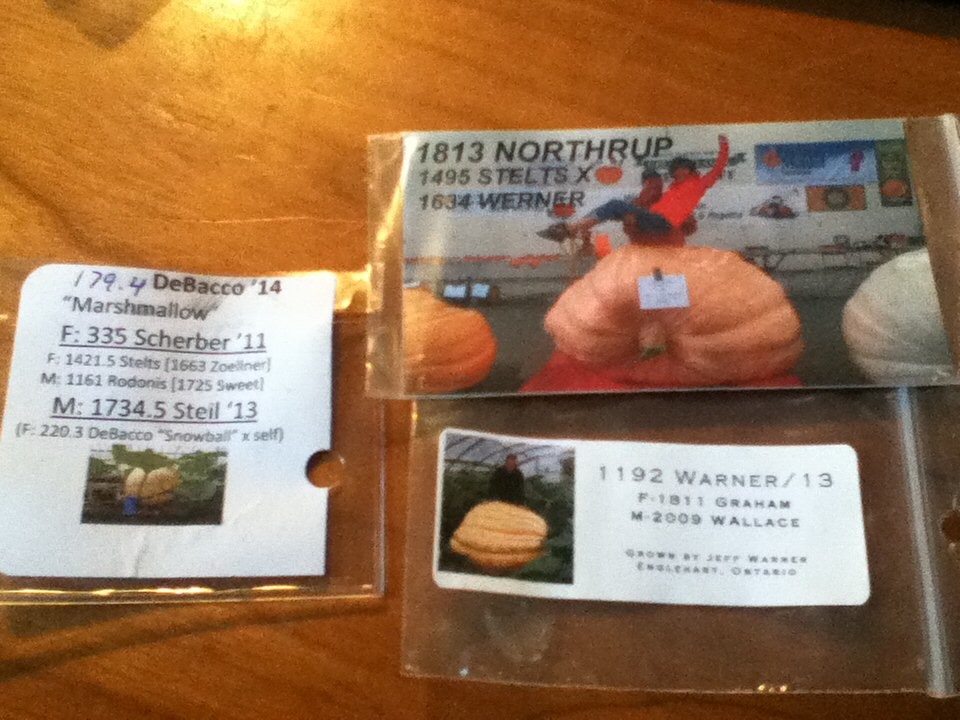 179.4 DeBacco '14
"Marshmallow"
F: 335 Scherber '11
F: 1421.5 Stelts [1663 Zoellner]
M: 1161 Rodonis [1725 Sweet]
M: 1734.5 Steil '13
(F: 220.3 DeBacco "Snowball" x self)
1813 NORTHRUP
1495 STELTS X
1634 WERNER
1192 WARNER/13
F-1811 GRAHAM
M-2009 WALLACE
GROWN BY JEFF WARNER
ENGLEHART, ONTARIO